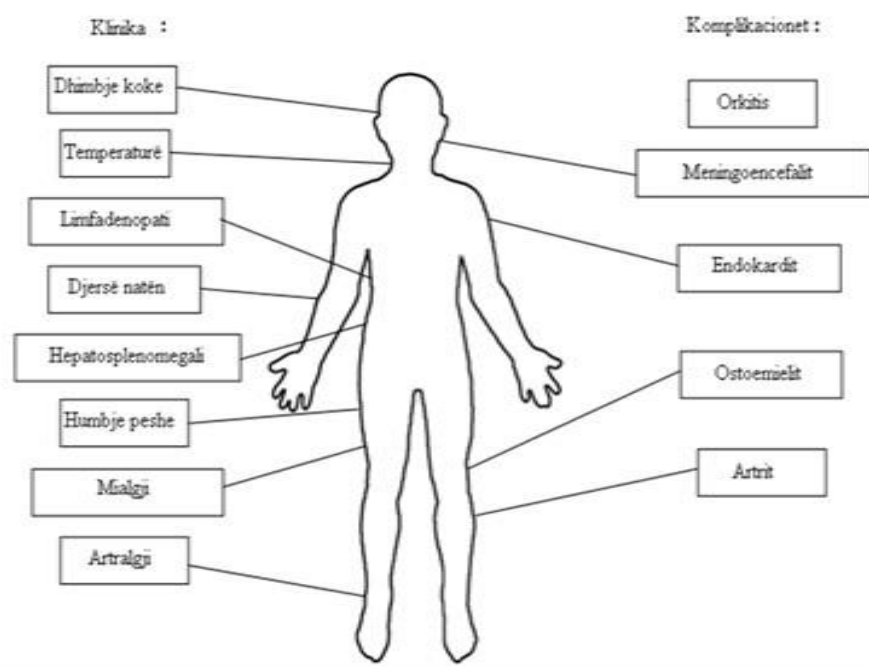 Klinika :
Dhimbje koke
Temperaturë
Limfadenopati
Djersë natën
Hepatosplenomegali
Humbje peshe
Mialgji
Artralgji
Komplikacionet :
Orkitis
Meningoencefalit
Endokardit
Ostoemielit
Artrit